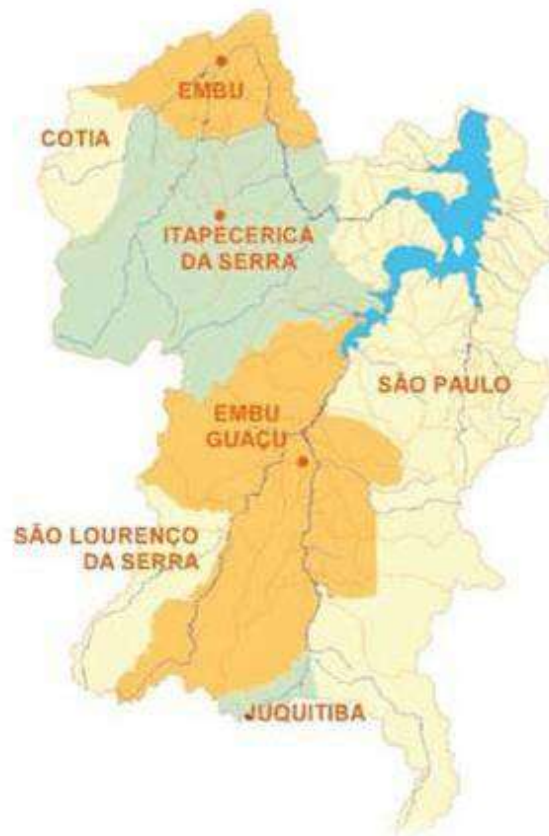 EMBU
COTIA
ITAPECERICA
DA SERRA
SÃO PAULO
EMBU
GUAÇU
SÃO LOURENÇO
DA SERRA
JUQUITIBA